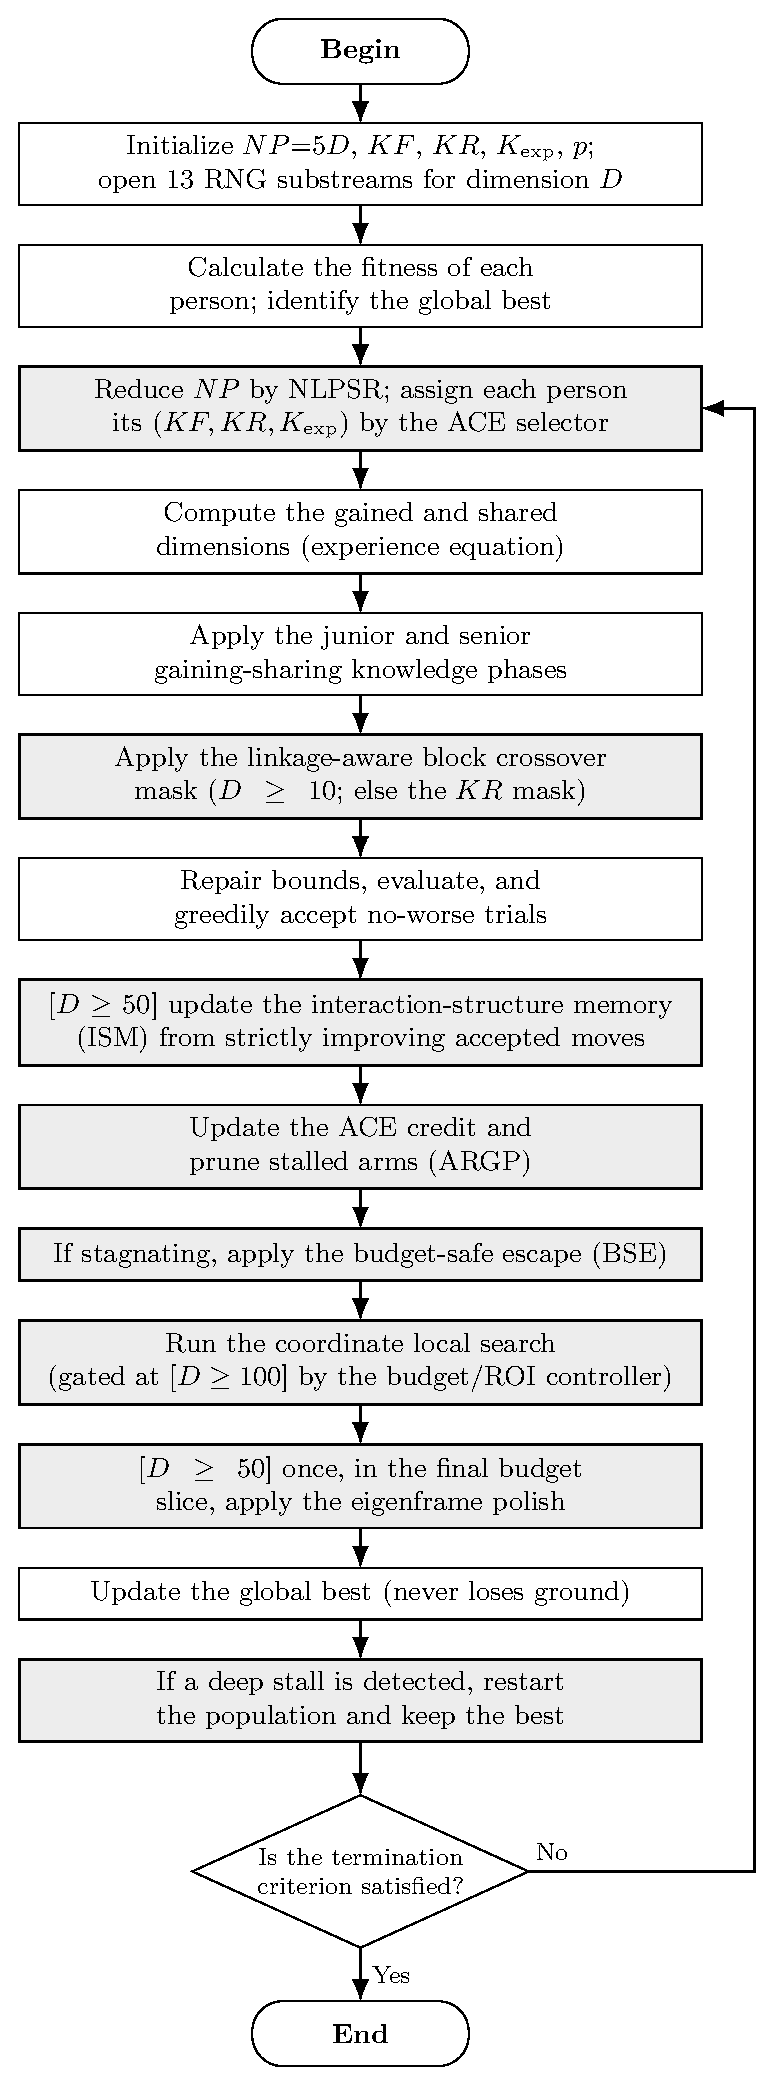 Begin
Initialize NP=5D, KF, KR, K_exp, p;
open 13 RNG substreams for dimension D
Calculate the fitness of each
person; identify the global best
Reduce NP by NLPSR; assign each person
its (KF, KR, K_exp) by the ACE selector
Compute the gained and shared
dimensions (experience equation)
Apply the junior and senior
gaining-sharing knowledge phases
Apply the linkage-aware block crossover
mask (D ≥ 10; else the KR mask)
Repair bounds, evaluate, and
greedily accept no-worse trials
[D ≥ 50] update the interaction-structure memory
(ISM) from strictly improving accepted moves
Update the ACE credit and
prune stalled arms (ARGP)
If stagnating, apply the budget-safe escape (BSE)
Run the coordinate local search
(gated at [D ≥ 100] by the budget/ROI controller)
[D ≥ 50] once, in the final budget
slice, apply the eigenframe polish
Update the global best (never loses ground)
If a deep stall is detected, restart
the population and keep the best
Is the termination
criterion satisfied?
No
Yes
End